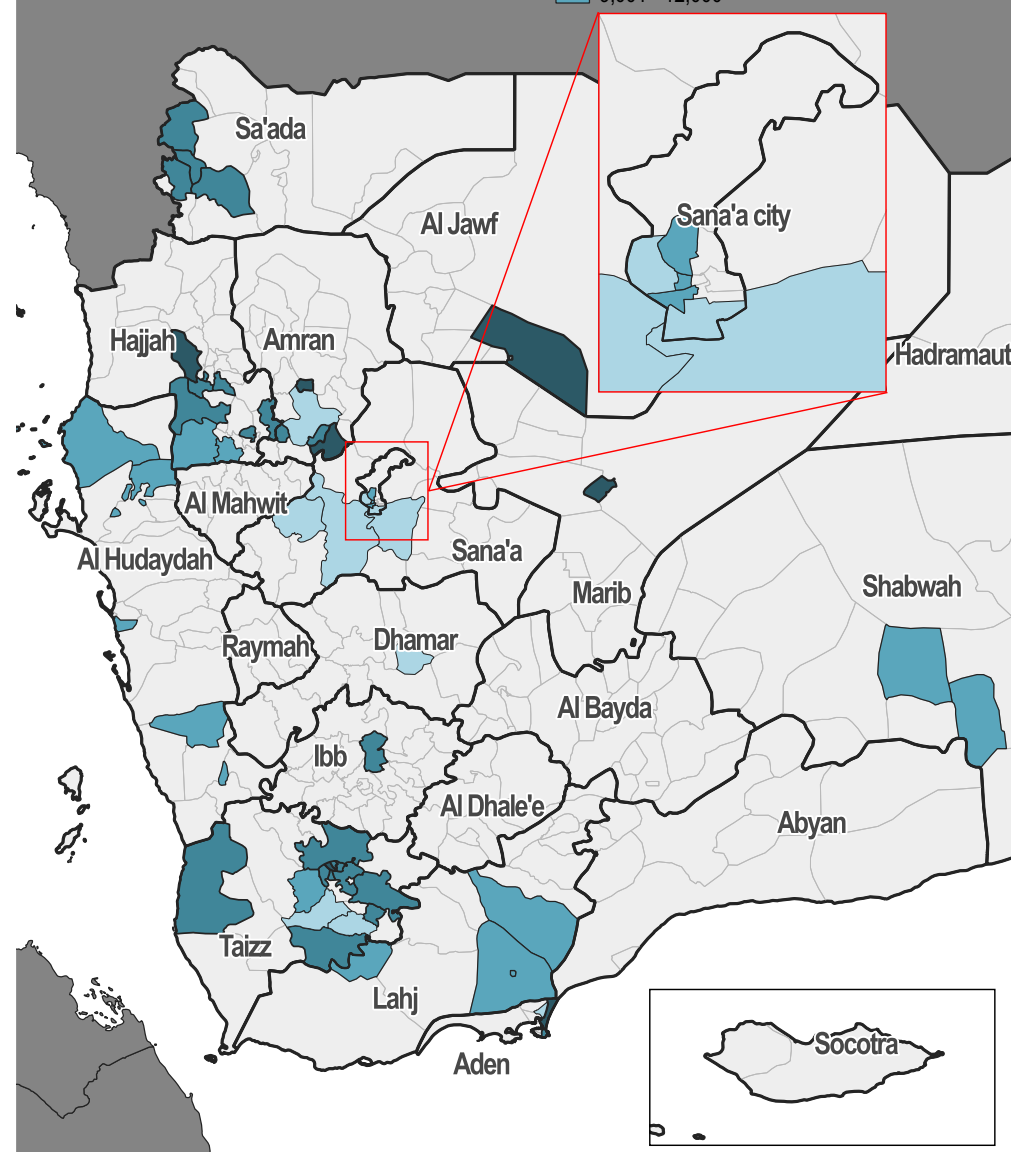 Sa'ada
Al Jawf
Sana'a city
Hajjah
Amran
Hadramaut
Al Mahwit
Al Hudaydah
Sana'a
Marib
Shabwah
Raymah
Dhamar
Al Bayda
Ibb
Al Dhale'e
Abyan
Taizz
Lahj
Aden
Socotra